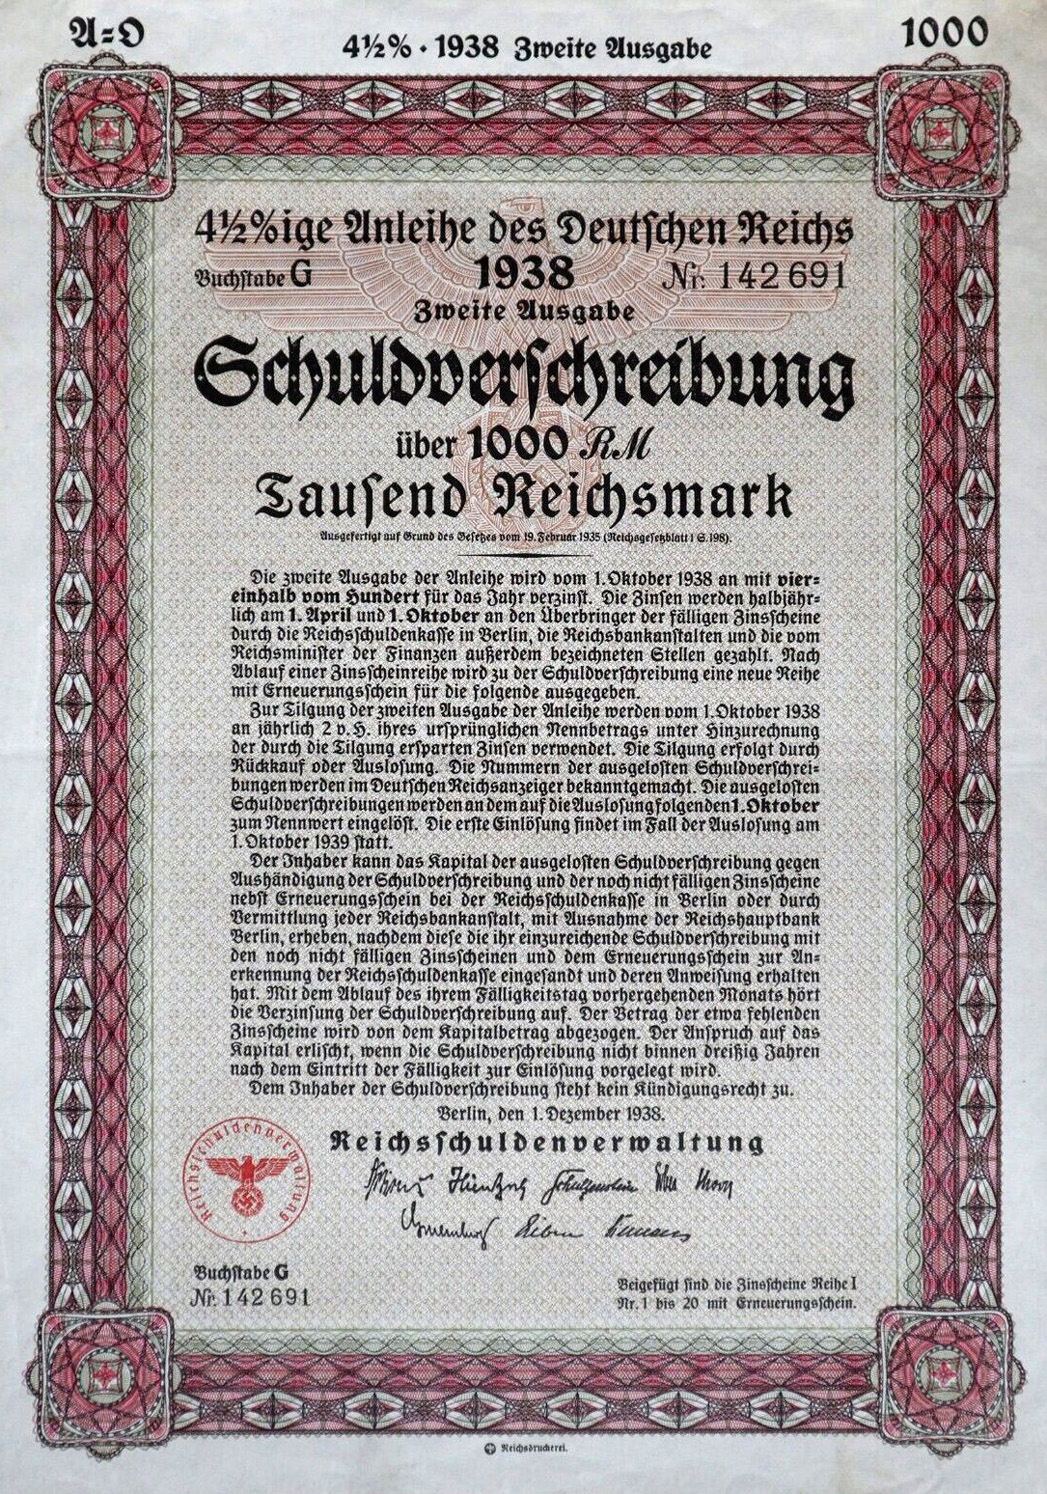 A=O
4½% · 1938 Zweite Ausgabe
1000
4½%ige Anleihe des Deutschen Reichs
Buchstabe G
1938
Nr. 142 691
Zweite Ausgabe
Schuldverschreibung
über 1000 RM
Tausend Reichsmark
Ausgefertigt auf Grund des Gesetzes vom 19. Februar 1935 (Reichsgesetzblatt I S. 198).
Die zweite Ausgabe der Anleihe wird vom 1. Oktober 1938 an mit vier=
einhalb vom Hundert für das Jahr verzinst. Die Zinsen werden halbjähr=
lich am 1. April und 1. Oktober an den Überbringer der fälligen Zinsscheine
durch die Reichsschuldenkasse in Berlin, die Reichsbankanstalten und die vom
Reichsminister der Finanzen außerdem bezeichneten Stellen gezahlt. Nach
Ablauf einer Zinsscheinreihe wird zu der Schuldverschreibung eine neue Reihe
mit Erneuerungsschein für die folgende ausgegeben.
Zur Tilgung der zweiten Ausgabe der Anleihe werden vom 1. Oktober 1938
an jährlich 2 v. H. ihres ursprünglichen Nennbetrags unter Hinzurechnung
der durch die Tilgung ersparten Zinsen verwendet. Die Tilgung erfolgt durch
Rückkauf oder Auslosung. Die Nummern der ausgelosten Schuldverschrei=
bungen werden im Deutschen Reichsanzeiger bekanntgemacht. Die ausgelosten
Schuldverschreibungen werden an dem auf die Auslosung folgenden 1. Oktober
zum Nennwert eingelöst. Die erste Einlösung findet im Fall der Auslosung am
1. Oktober 1939 statt.
Der Inhaber kann das Kapital der ausgelosten Schuldverschreibung gegen
Aushändigung der Schuldverschreibung und der noch nicht fälligen Zinsscheine
nebst Erneuerungsschein bei der Reichsschuldenkasse in Berlin oder durch
Vermittlung jeder Reichsbankanstalt, mit Ausnahme der Reichshauptbank
Berlin, erheben, nachdem diese die ihr einzureichende Schuldverschreibung mit
den noch nicht fälligen Zinsscheinen und dem Erneuerungsschein zur An=
erkennung der Reichsschuldenkasse eingesandt und deren Anweisung erhalten
hat. Mit dem Ablauf des ihrem Fälligkeitstag vorhergehenden Monats hört
die Verzinsung der Schuldverschreibung auf. Der Betrag der etwa fehlenden
Zinsscheine wird von dem Kapitalbetrag abgezogen. Der Anspruch auf das
Kapital erlischt, wenn die Schuldverschreibung nicht binnen dreißig Jahren
nach dem Eintritt der Fälligkeit zur Einlösung vorgelegt wird.
Dem Inhaber der Schuldverschreibung steht kein Kündigungsrecht zu.
Berlin, den 1. Dezember 1938.
Reichsschuldenverwaltung
Reichsschuldenverwaltung
Buchstabe G
Nr. 142 691
Beigefügt sind die Zinsscheine Reihe I
Nr. 1 bis 20 mit Erneuerungsschein.
Reichsdruckerei.